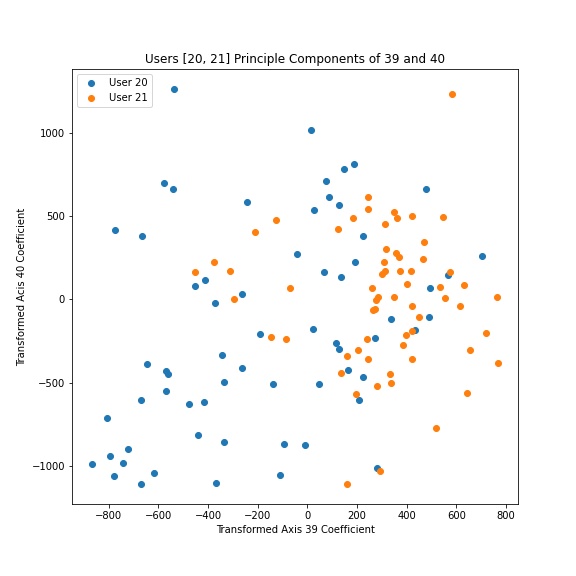 Users [20, 21] Principle Components of 39 and 40
User 20
User 21
1000
500
0
−500
−1000
Transformed Acis 40 Coefficient
−800 −600 −400 −200 0 200 400 600 800
Transformed Axis 39 Coefficient